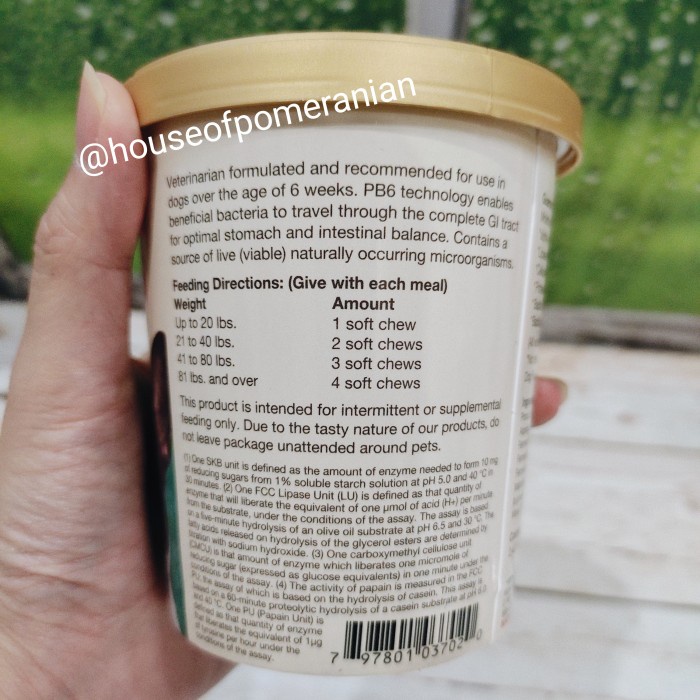 @houseofpomeranian
Veterinarian formulated and recommended for use in
dogs over the age of 6 weeks. PB6 technology enables
beneficial bacteria to travel through the complete GI tract
for optimal stomach and intestinal balance. Contains a
source of live (viable) naturally occurring microorganisms.
Feeding Directions: (Give with each meal)
Weight Amount
Up to 20 lbs. 1 soft chew
21 to 40 lbs. 2 soft chews
41 to 80 lbs. 3 soft chews
81 lbs. and over 4 soft chews
This product is intended for intermittent or supplemental
feeding only. Due to the tasty nature of our products, do
not leave package unattended around pets.
(1) One SKB unit is defined as the amount of enzyme needed to form 10 mg
of reducing sugars from 1% soluble starch solution at pH 5.0 and 40 °C in
30 minutes. (2) One FCC Lipase Unit (LU) is defined as that quantity of
enzyme that will liberate the equivalent of one μmol of acid (H+) per minute
from the substrate, under the conditions of the assay. The assay is based
on a five-minute hydrolysis of an olive oil substrate at pH 6.5 and 30 °C. The
fatty acids released on hydrolysis of the glycerol esters are determined by
titration with sodium hydroxide. (3) One carboxymethyl cellulose unit
(CMCU) is that amount of enzyme which liberates one micromole of
reducing sugar (expressed as glucose equivalents) in one minute under the
conditions of the assay. (4) The activity of papain is measured in the FCC
PU, the assay of which is based on the hydrolysis of casein. This assay is
based on a 60-minute proteolytic hydrolysis of a casein substrate at pH 6.0
and 40 °C. One PU (Papain Unit) is
defined as that quantity of enzyme
that liberates the equivalent of 1μg
of tyrosine per hour under the
conditions of the assay.
7 97801 03702 0